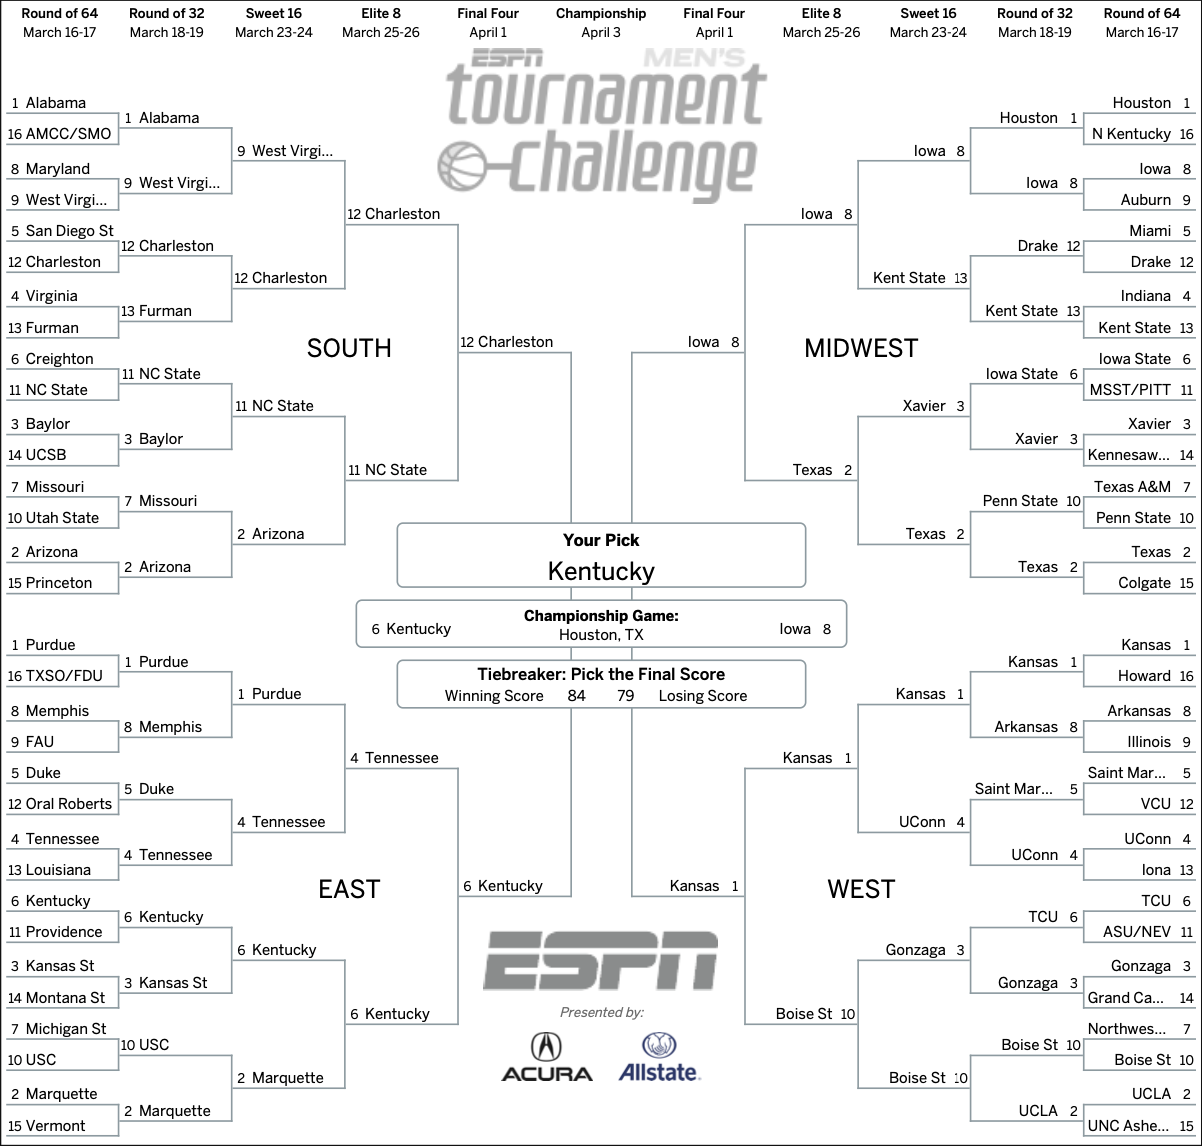 Round of 64 Round of 32 Sweet 16 Elite 8 Final Four Championship Final Four Elite 8 Sweet 16 Round of 32 Round of 64
March 16-17 March 18-19 March 23-24 March 25-26 April 1 April 3 April 1 March 25-26 March 23-24 March 18-19 March 16-17
ESPN MEN'S
tournament
challenge
1 Alabama
16 AMCC/SMO
8 Maryland
9 West Virgi...
5 San Diego St
12 Charleston
4 Virginia
13 Furman
6 Creighton
11 NC State
3 Baylor
14 UCSB
7 Missouri
10 Utah State
2 Arizona
15 Princeton
1 Alabama
9 West Virgi...
12 Charleston
13 Furman
11 NC State
3 Baylor
7 Missouri
2 Arizona
9 West Virgi...
12 Charleston
11 NC State
2 Arizona
12 Charleston
11 NC State
12 Charleston
SOUTH
1 Purdue
16 TXSO/FDU
8 Memphis
9 FAU
5 Duke
12 Oral Roberts
4 Tennessee
13 Louisiana
6 Kentucky
11 Providence
3 Kansas St
14 Montana St
7 Michigan St
10 USC
2 Marquette
15 Vermont
1 Purdue
8 Memphis
5 Duke
4 Tennessee
6 Kentucky
3 Kansas St
10 USC
2 Marquette
1 Purdue
4 Tennessee
6 Kentucky
2 Marquette
4 Tennessee
6 Kentucky
6 Kentucky
EAST
Your Pick
Kentucky
Championship Game:
6 Kentucky Houston, TX Iowa 8
Tiebreaker: Pick the Final Score
Winning Score 84 79 Losing Score
MIDWEST
Iowa 8
Iowa 8
Texas 2
Iowa 8
Kent State 13
Xavier 3
Texas 2
Houston 1
Iowa 8
Drake 12
Kent State 13
Iowa State 6
Xavier 3
Penn State 10
Texas 2
Houston 1
N Kentucky 16
Iowa 8
Auburn 9
Miami 5
Drake 12
Indiana 4
Kent State 13
Iowa State 6
MSST/PITT 11
Xavier 3
Kennesaw... 14
Texas A&M 7
Penn State 10
Texas 2
Colgate 15
WEST
Kansas 1
Kansas 1
Boise St 10
Kansas 1
UConn 4
Gonzaga 3
Boise St 10
Kansas 1
Arkansas 8
Saint Mar... 5
UConn 4
TCU 6
Gonzaga 3
Boise St 10
UCLA 2
Kansas 1
Howard 16
Arkansas 8
Illinois 9
Saint Mar... 5
VCU 12
UConn 4
Iona 13
TCU 6
ASU/NEV 11
Gonzaga 3
Grand Ca... 14
Northwes... 7
Boise St 10
UCLA 2
UNC Ashe... 15
ESPN
Presented by:
ACURA Allstate.